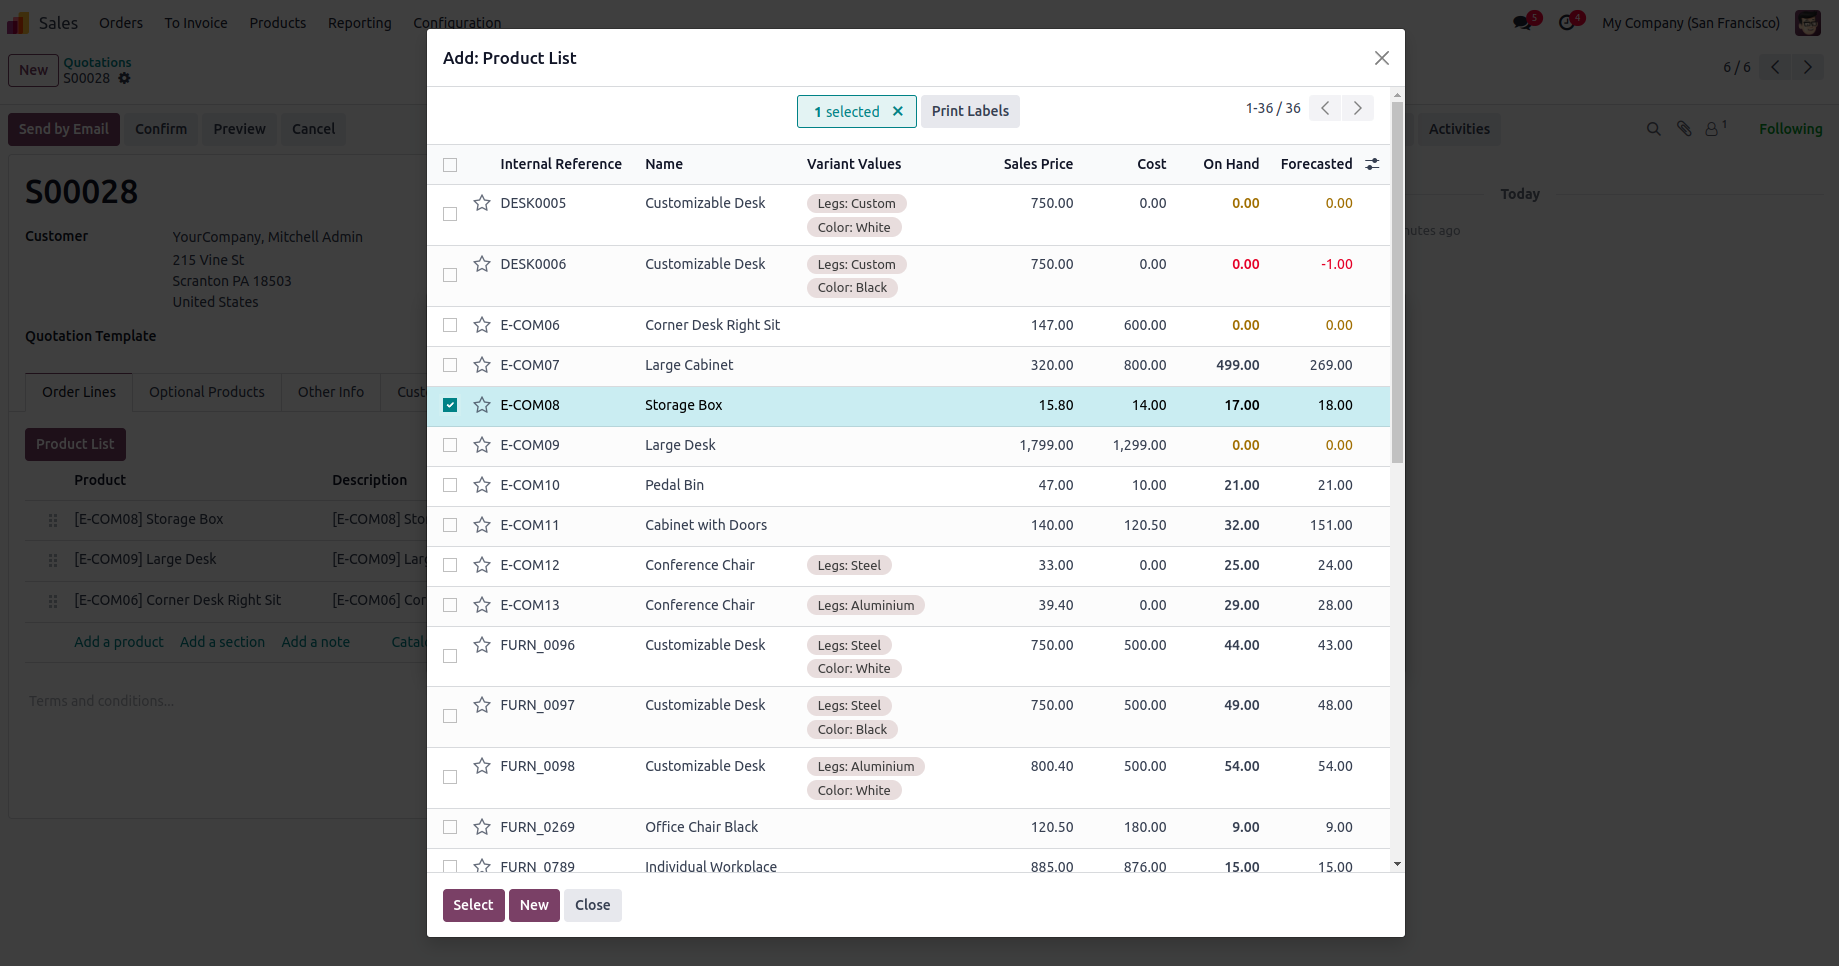 Sales Orders To Invoice Products Reporting Configuration 5 4 My Company (San Francisco)
New Quotations
S00028
6 / 6
Send by Email Confirm Preview Cancel Activities 1 Following
S00028
Customer YourCompany, Mitchell Admin
215 Vine St
Scranton PA 18503
United States
Quotation Template
Order Lines Optional Products Other Info
Product List
Product Description
[E-COM08] Storage Box [E-COM08]
[E-COM09] Large Desk [E-COM09]
[E-COM06] Corner Desk Right Sit [E-COM06]
Add a product Add a section Add a note
Terms and conditions...
Today
ago
Add: Product List
1 selected Print Labels 1-36 / 36
Internal Reference Name Variant Values Sales Price Cost On Hand Forecasted
DESK0005 Customizable Desk Legs: Custom 750.00 0.00 0.00 0.00
Color: White
DESK0006 Customizable Desk Legs: Custom 750.00 0.00 0.00 -1.00
Color: Black
E-COM06 Corner Desk Right Sit 147.00 600.00 0.00 0.00
E-COM07 Large Cabinet 320.00 800.00 499.00 269.00
E-COM08 Storage Box 15.80 14.00 17.00 18.00
E-COM09 Large Desk 1,799.00 1,299.00 0.00 0.00
E-COM10 Pedal Bin 47.00 10.00 21.00 21.00
E-COM11 Cabinet with Doors 140.00 120.50 32.00 151.00
E-COM12 Conference Chair Legs: Steel 33.00 0.00 25.00 24.00
E-COM13 Conference Chair Legs: Aluminium 39.40 0.00 29.00 28.00
FURN_0096 Customizable Desk Legs: Steel 750.00 500.00 44.00 43.00
Color: White
FURN_0097 Customizable Desk Legs: Steel 750.00 500.00 49.00 48.00
Color: Black
FURN_0098 Customizable Desk Legs: Aluminium 800.40 500.00 54.00 54.00
Color: White
FURN_0269 Office Chair Black 120.50 180.00 9.00 9.00
FURN_0789 Individual Workplace 885.00 876.00 15.00 15.00
Select New Close